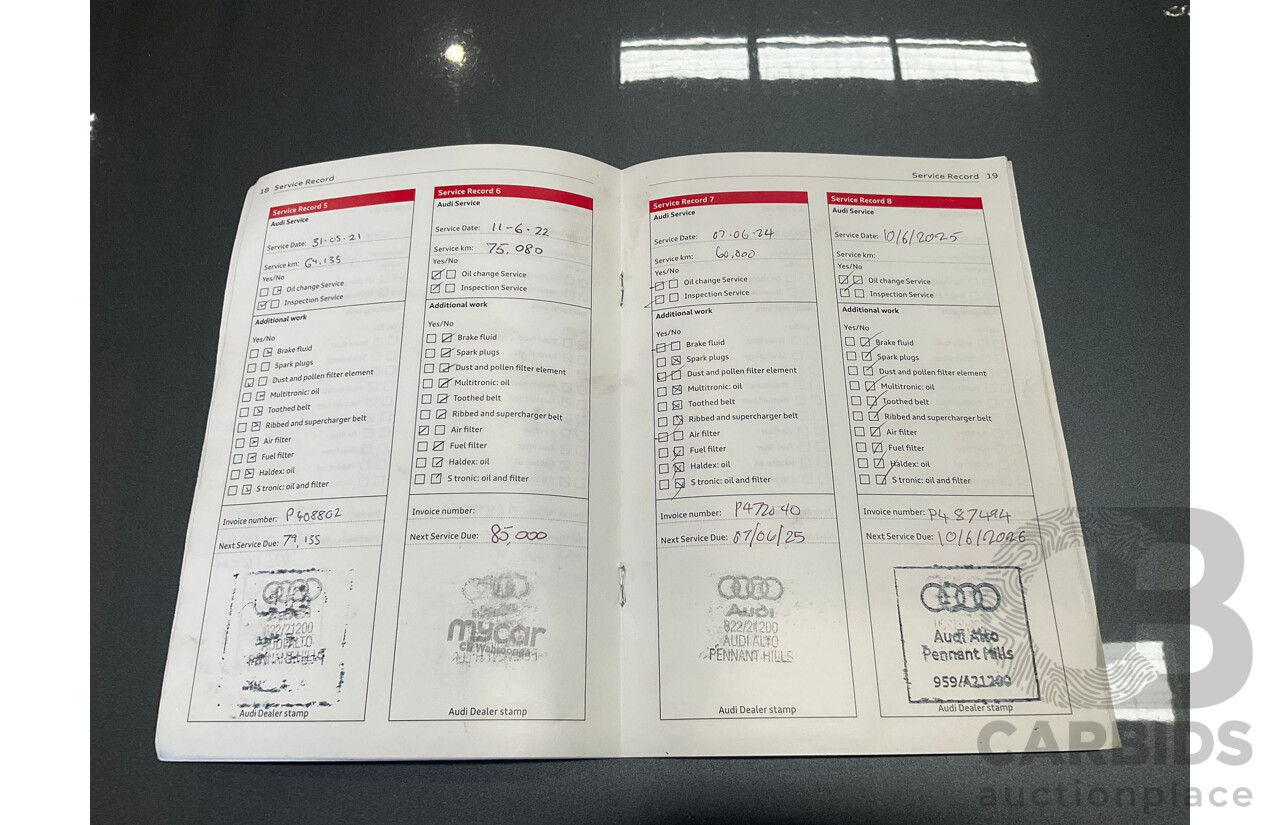 18 Service Record
Service Record 5
Audi Service
Service Date: 31-05-21
Service km: 64,135
Yes/No
Oil change Service
Inspection Service
Additional work
Yes/No
Brake fluid
Spark plugs
Dust and pollen filter element
Multitronic: oil
Toothed belt
Ribbed and supercharger belt
Air filter
Fuel filter
Haldex: oil
S tronic: oil and filter
Invoice number: P408802
Next Service Due: 79,135
Audi Dealer stamp
Service Record 6
Audi Service
Service Date: 11-6-22
Service km: 75,080
Yes/No
Oil change Service
Inspection Service
Additional work
Yes/No
Brake fluid
Spark plugs
Dust and pollen filter element
Multitronic: oil
Toothed belt
Ribbed and supercharger belt
Air filter
Fuel filter
Haldex: oil
S tronic: oil and filter
Invoice number:
Next Service Due: 85,000
mycar
Audi Dealer stamp
Service Record 19
Service Record 7
Audi Service
Service Date: 07-06-24
Service km: 60,000
Yes/No
Oil change Service
Inspection Service
Additional work
Yes/No
Brake fluid
Spark plugs
Dust and pollen filter element
Multitronic: oil
Toothed belt
Ribbed and supercharger belt
Air filter
Fuel filter
Haldex: oil
S tronic: oil and filter
Invoice number: P472040
Next Service Due: 07/06/25
Audi
822/21200
AUDI ALTO
PENNANT HILLS
Audi Dealer stamp
Service Record 8
Audi Service
Service Date: 10/6/2025
Service km:
Yes/No
Oil change Service
Inspection Service
Additional work
Yes/No
Brake fluid
Spark plugs
Dust and pollen filter element
Multitronic: oil
Toothed belt
Ribbed and supercharger belt
Air filter
Fuel filter
Haldex: oil
S tronic: oil and filter
Invoice number: P487494
Next Service Due: 10/6/2026
Audi Alto
Pennant Hills
959/A21200
Audi Dealer stamp
CARBIDS
auctionplace